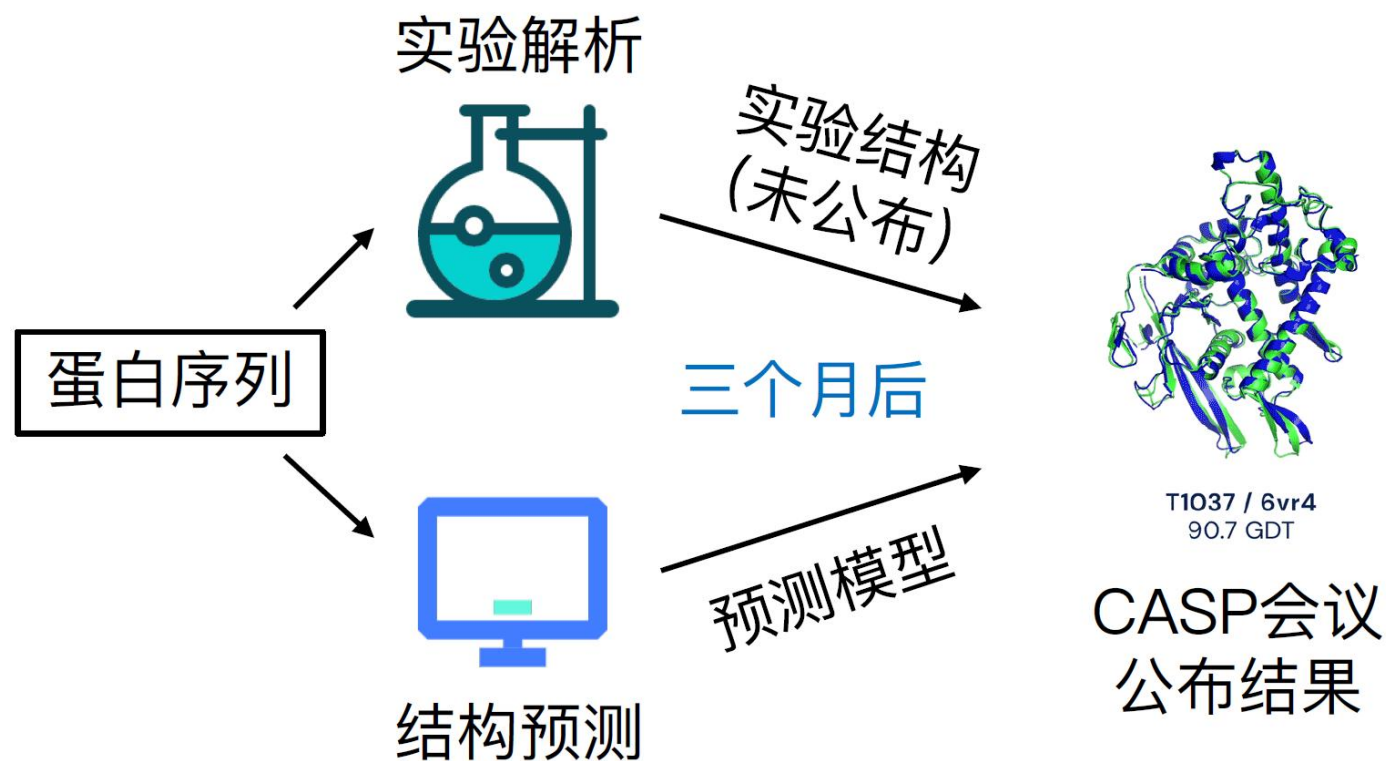 实验解析
实验结构
(未公布)
蛋白序列
三个月后
T1037 / 6vr4
90.7 GDT
预测模型
CASP会议
公布结果
结构预测